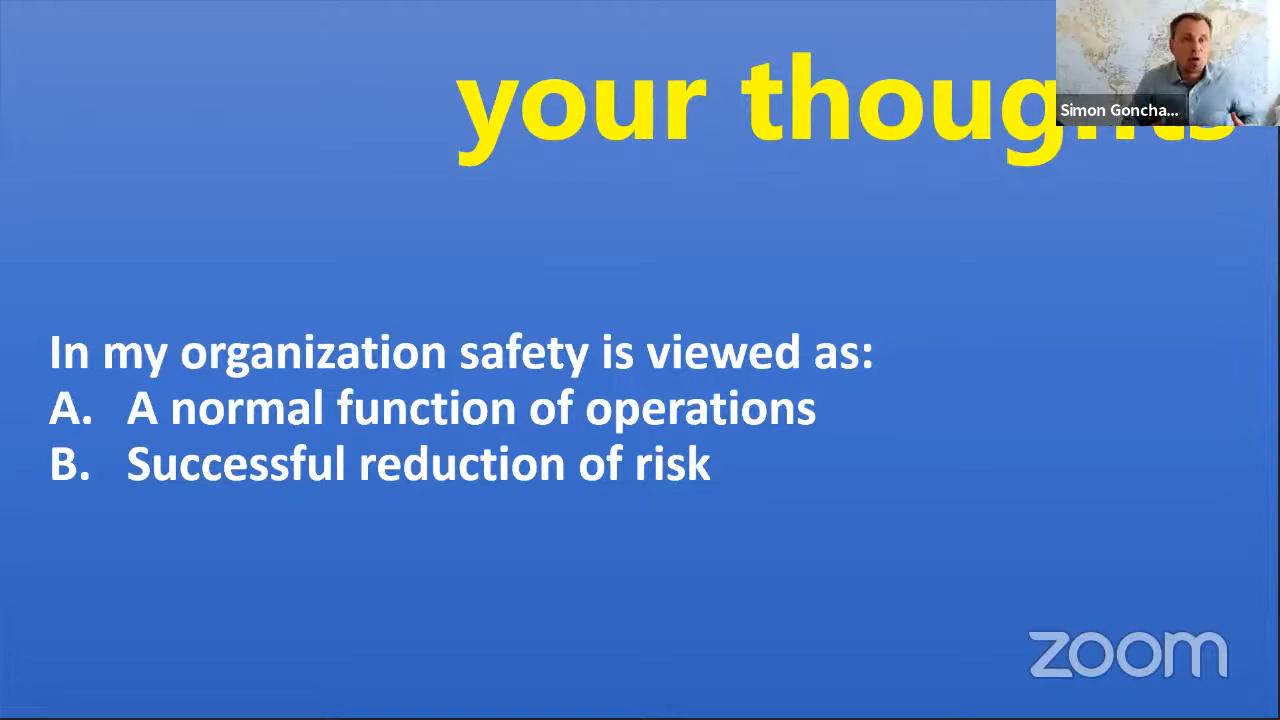 your thoughts
Simon Goncha...
In my organization safety is viewed as:
A. A normal function of operations
B. Successful reduction of risk
zoom